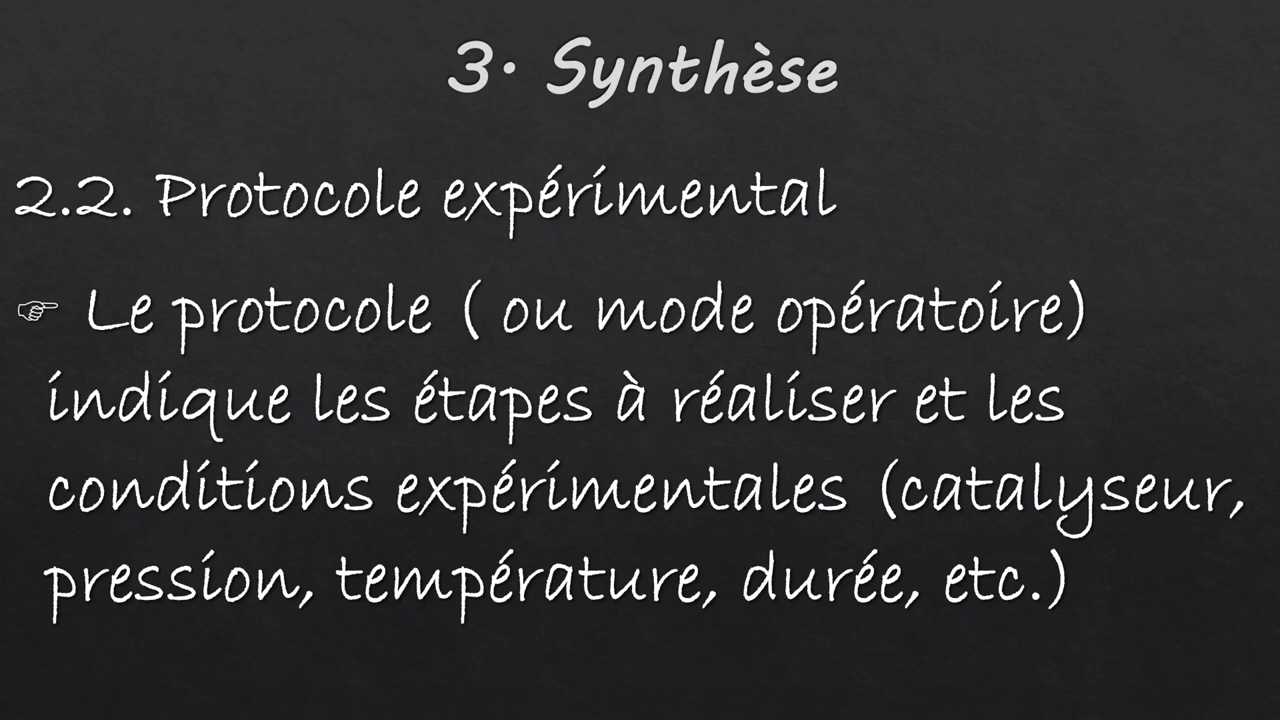 3. Synthèse
2.2. Protocole expérimental
☞ Le protocole ( ou mode opératoire)
indique les étapes à réaliser et les
conditions expérimentales (catalyseur,
pression, température, durée, etc.)